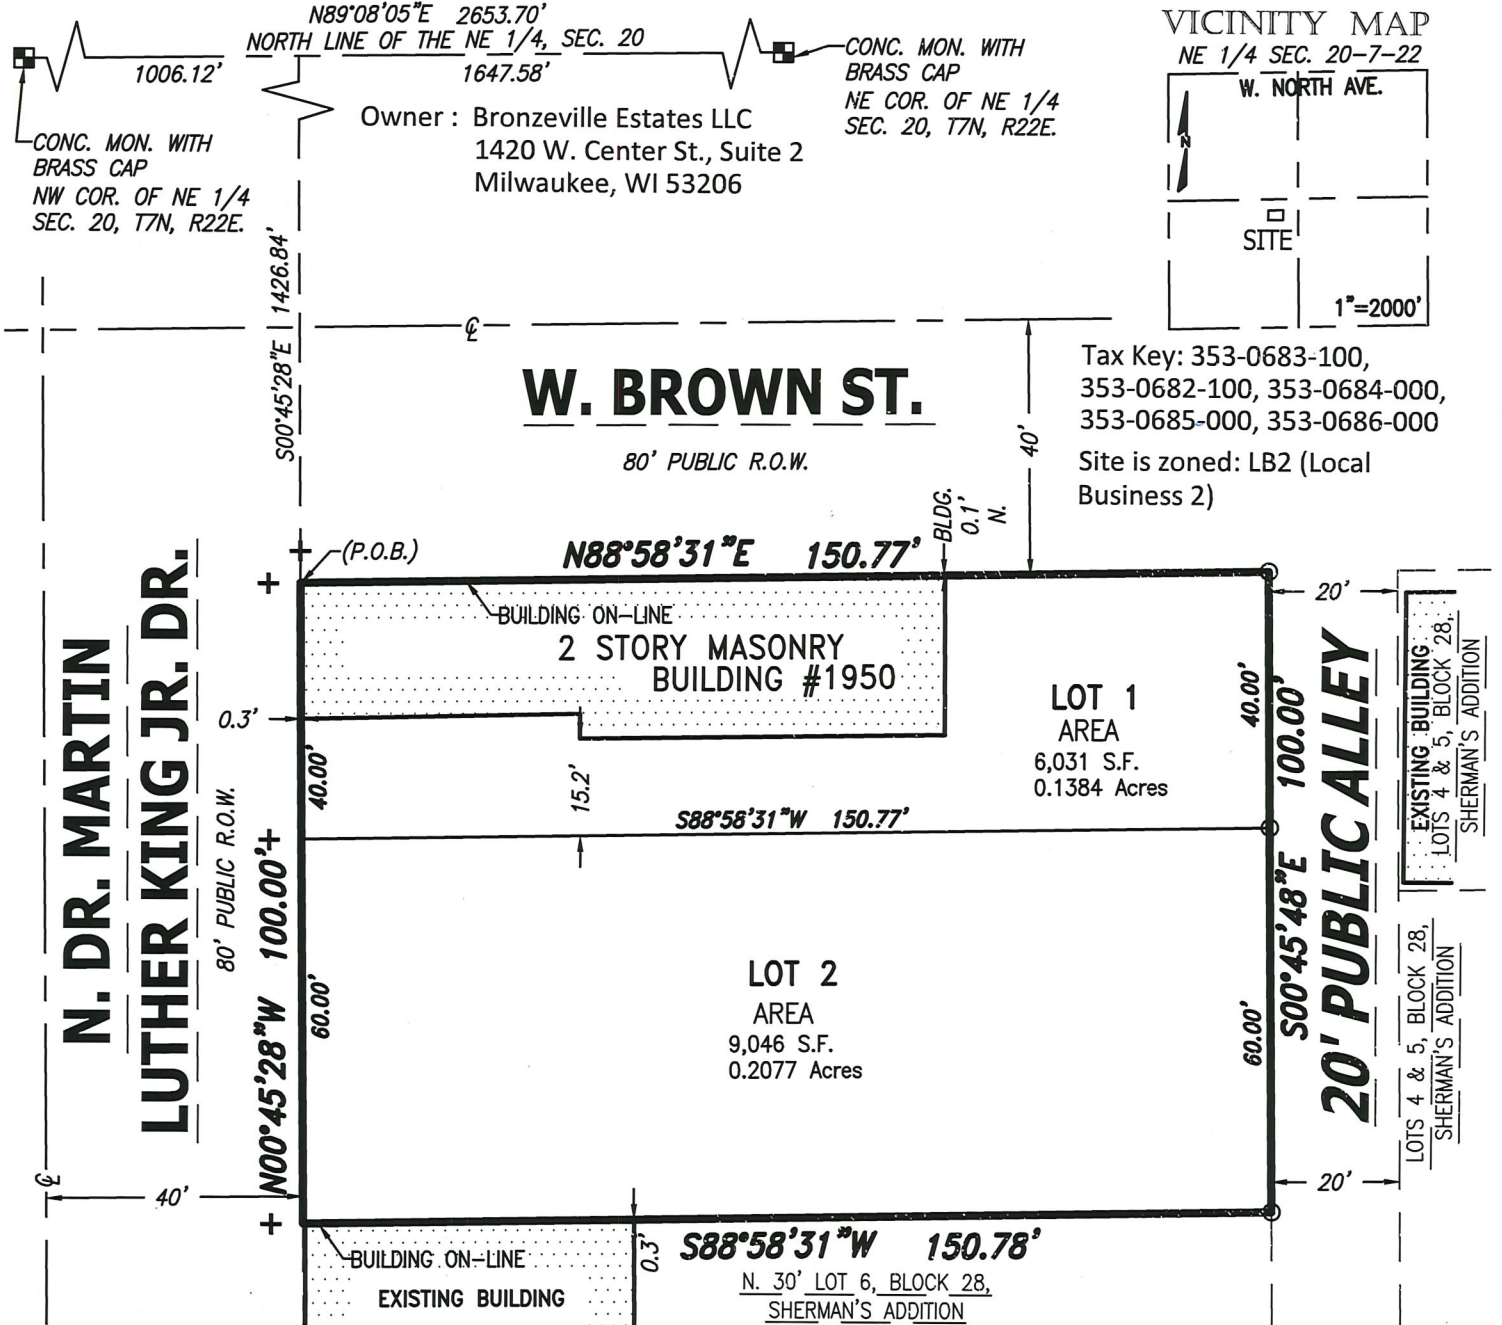 N89°08'05"E 2653.70'
NORTH LINE OF THE NE 1/4, SEC. 20
1006.12'
1647.58'
CONC. MON. WITH
BRASS CAP
NW COR. OF NE 1/4
SEC. 20, T7N, R22E.
CONC. MON. WITH
BRASS CAP
NE COR. OF NE 1/4
SEC. 20, T7N, R22E.
Owner : Bronzeville Estates LLC
1420 W. Center St., Suite 2
Milwaukee, WI 53206
VICINITY MAP
NE 1/4 SEC. 20-7-22
W. NORTH AVE.
N
SITE
1"=2000'
Tax Key: 353-0683-100,
353-0682-100, 353-0684-000,
353-0685-000, 353-0686-000
Site is zoned: LB2 (Local
Business 2)
S00°45'28"E 1426.84'
℄
W. BROWN ST.
80' PUBLIC R.O.W.
40'
BLDG.
0.1'
N.
(P.O.B.)
N88°58'31"E 150.77'
BUILDING ON-LINE
2 STORY MASONRY
BUILDING #1950
0.3'
15.2'
LOT 1
AREA
6,031 S.F.
0.1384 Acres
40.00'
40.00'
S88°58'31"W 150.77'
N. DR. MARTIN
LUTHER KING JR. DR.
80' PUBLIC R.O.W.
N00°45'28"W 100.00'
60.00'
LOT 2
AREA
9,046 S.F.
0.2077 Acres
60.00'
100.00'
S00°45'48"E
20'
20' PUBLIC ALLEY
EXISTING BUILDING
LOTS 4 & 5, BLOCK 28,
SHERMAN'S ADDITION
LOTS 4 & 5, BLOCK 28,
SHERMAN'S ADDITION
20'
℄
40'
BUILDING ON-LINE
EXISTING BUILDING
0.3'
S88°58'31"W 150.78'
N. 30' LOT 6, BLOCK 28,
SHERMAN'S ADDITION